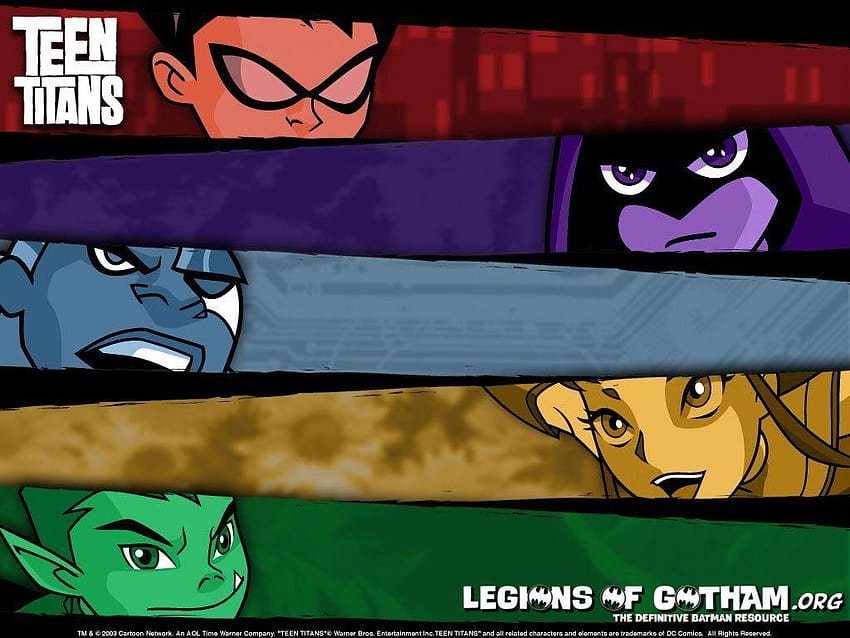 TEEN
TITANS
LEGIONS OF GOTHAM.ORG
THE DEFINITIVE BATMAN RESOURCE
TM & © 2003 Cartoon Network. An AOL Time Warner Company. "TEEN TITANS"© Warner Bros. Entertainment Inc.TEEN TITANS" and all related characters and elements are trademarks of DC Comics. All Rights Reserved.